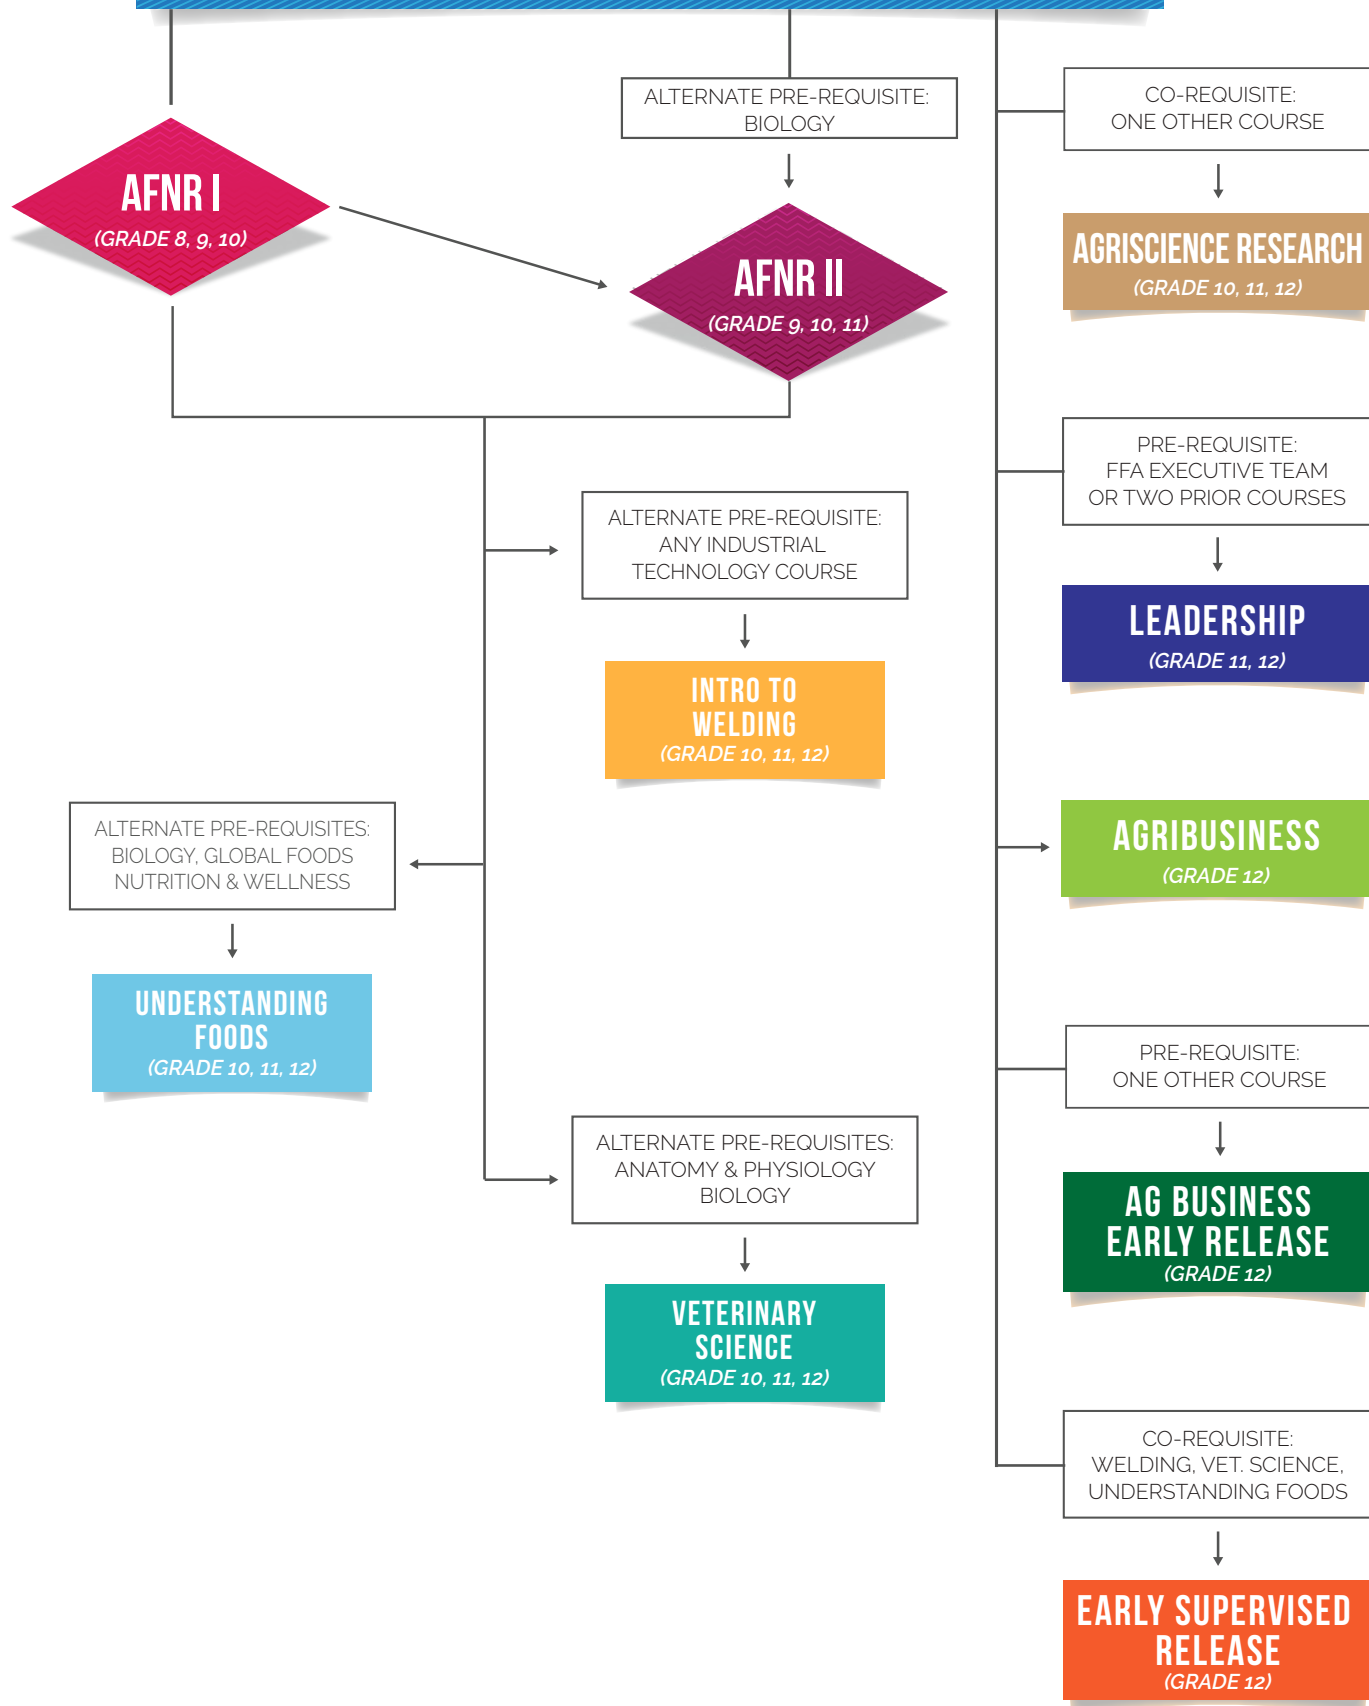 ALTERNATE PRE-REQUISITE:
BIOLOGY
CO-REQUISITE:
ONE OTHER COURSE
AFNR I
(GRADE 8, 9, 10)
AFNR II
(GRADE 9, 10, 11)
AGRISCIENCE RESEARCH
(GRADE 10, 11, 12)
PRE-REQUISITE:
FFA EXECUTIVE TEAM
OR TWO PRIOR COURSES
ALTERNATE PRE-REQUISITE:
ANY INDUSTRIAL
TECHNOLOGY COURSE
LEADERSHIP
(GRADE 11, 12)
INTRO TO
WELDING
(GRADE 10, 11, 12)
ALTERNATE PRE-REQUISITES:
BIOLOGY, GLOBAL FOODS
NUTRITION & WELLNESS
AGRIBUSINESS
(GRADE 12)
UNDERSTANDING
FOODS
(GRADE 10, 11, 12)
PRE-REQUISITE:
ONE OTHER COURSE
ALTERNATE PRE-REQUISITES:
ANATOMY & PHYSIOLOGY
BIOLOGY
AG BUSINESS
EARLY RELEASE
(GRADE 12)
VETERINARY
SCIENCE
(GRADE 10, 11, 12)
CO-REQUISITE:
WELDING, VET. SCIENCE,
UNDERSTANDING FOODS
EARLY SUPERVISED
RELEASE
(GRADE 12)